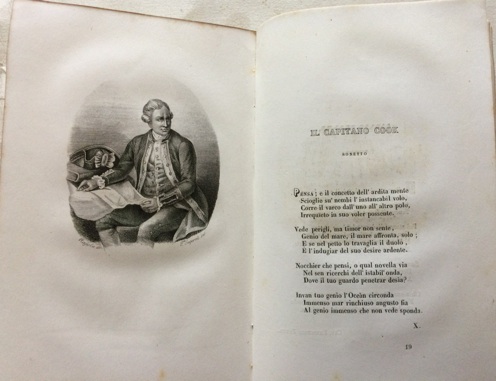 IL CAPITANO COOK
SONETTO
PENSA; e il concetto dell' ardita mente
Scioglie su' nembi l' instancabil volo,
Corre il varco dall' uno all' altro polo,
Irrequieto in suo voler possente.
Vede perigli, ma timor non sente,
Genio del mare, il mare affronta, solo;
E se nel petto lo travaglia il duolo,
È l' indugiar del suo desire ardente.
Nocchier che pensi, o qual novella via
Nel sen ricerchi dell' istabil' onda,
Dove il tuo guardo penetrar desia?
Invan tuo genio l' Oceàn circonda
Immenso mar rinchiuso augusto fia
Al genio immenso che non vede sponda.
X.
19